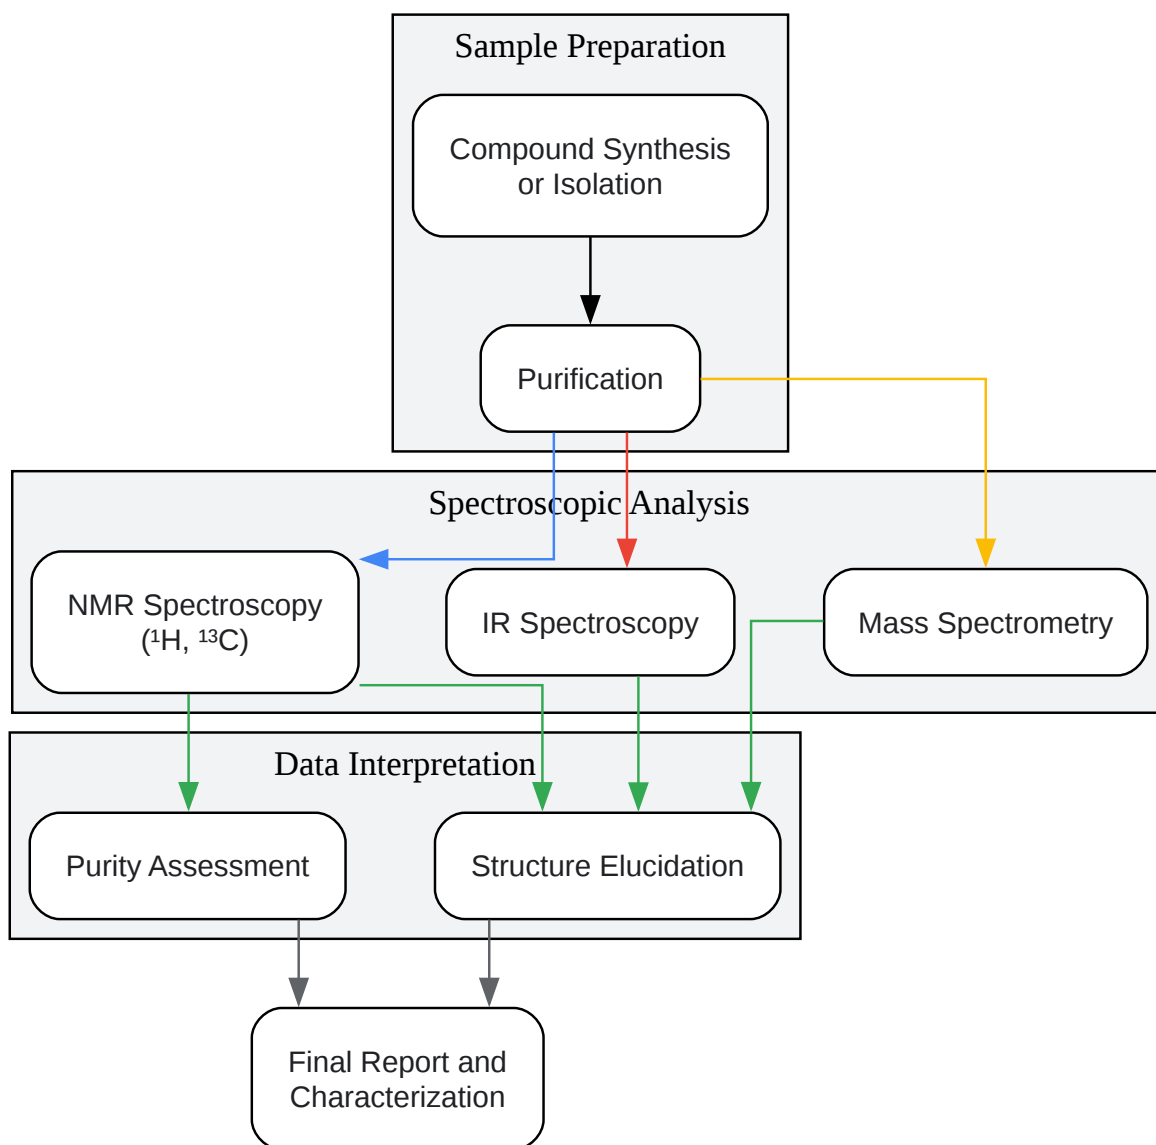 Sample Preparation
Compound Synthesis
or Isolation
Purification
Spectroscopic Analysis
NMR Spectroscopy
(¹H, ¹³C)
IR Spectroscopy
Mass Spectrometry
Data Interpretation
Purity Assessment
Structure Elucidation
Final Report and
Characterization